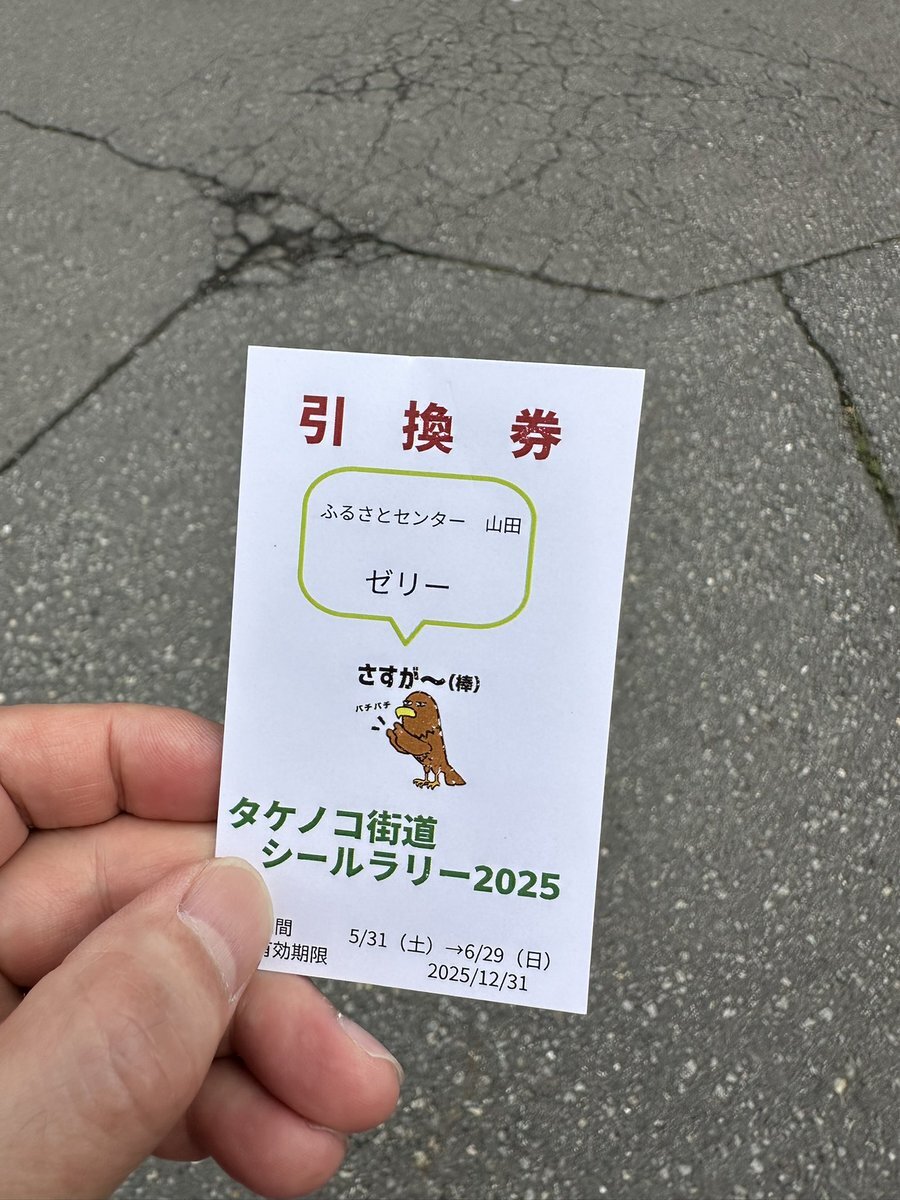 引 換 券
ふるさとセンター 山田
ゼリー
さすが〜(棒)
パチパチ
タケノコ街道
シールラリー2025
間 5/31（土）→6/29（日）
有効期限 2025/12/31